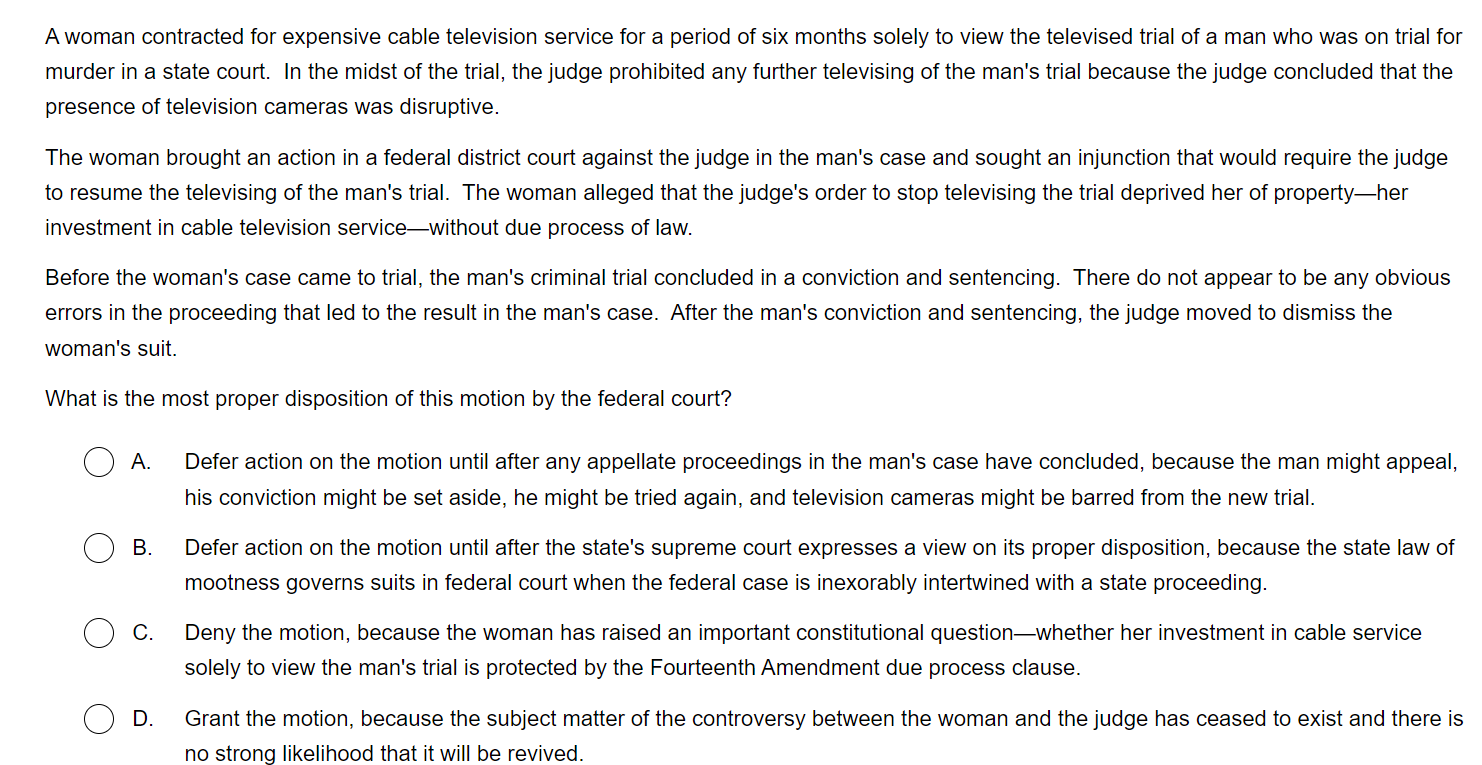 A woman contracted for expensive cable television service for a period of six months solely to view the televised trial of a man who was on trial for
murder in a state court.  In the midst of the trial, the judge prohibited any further televising of the man's trial because the judge concluded that the
presence of television cameras was disruptive.
The woman brought an action in a federal district court against the judge in the man's case and sought an injunction that would require the judge
to resume the televising of the man's trial.  The woman alleged that the judge's order to stop televising the trial deprived her of property—her
investment in cable television service—without due process of law.
Before the woman's case came to trial, the man's criminal trial concluded in a conviction and sentencing.  There do not appear to be any obvious
errors in the proceeding that led to the result in the man's case.  After the man's conviction and sentencing, the judge moved to dismiss the
woman's suit.
What is the most proper disposition of this motion by the federal court?
A. Defer action on the motion until after any appellate proceedings in the man's case have concluded, because the man might appeal,
his conviction might be set aside, he might be tried again, and television cameras might be barred from the new trial.
B. Defer action on the motion until after the state's supreme court expresses a view on its proper disposition, because the state law of
mootness governs suits in federal court when the federal case is inexorably intertwined with a state proceeding.
C. Deny the motion, because the woman has raised an important constitutional question—whether her investment in cable service
solely to view the man's trial is protected by the Fourteenth Amendment due process clause.
D. Grant the motion, because the subject matter of the controversy between the woman and the judge has ceased to exist and there is
no strong likelihood that it will be revived.